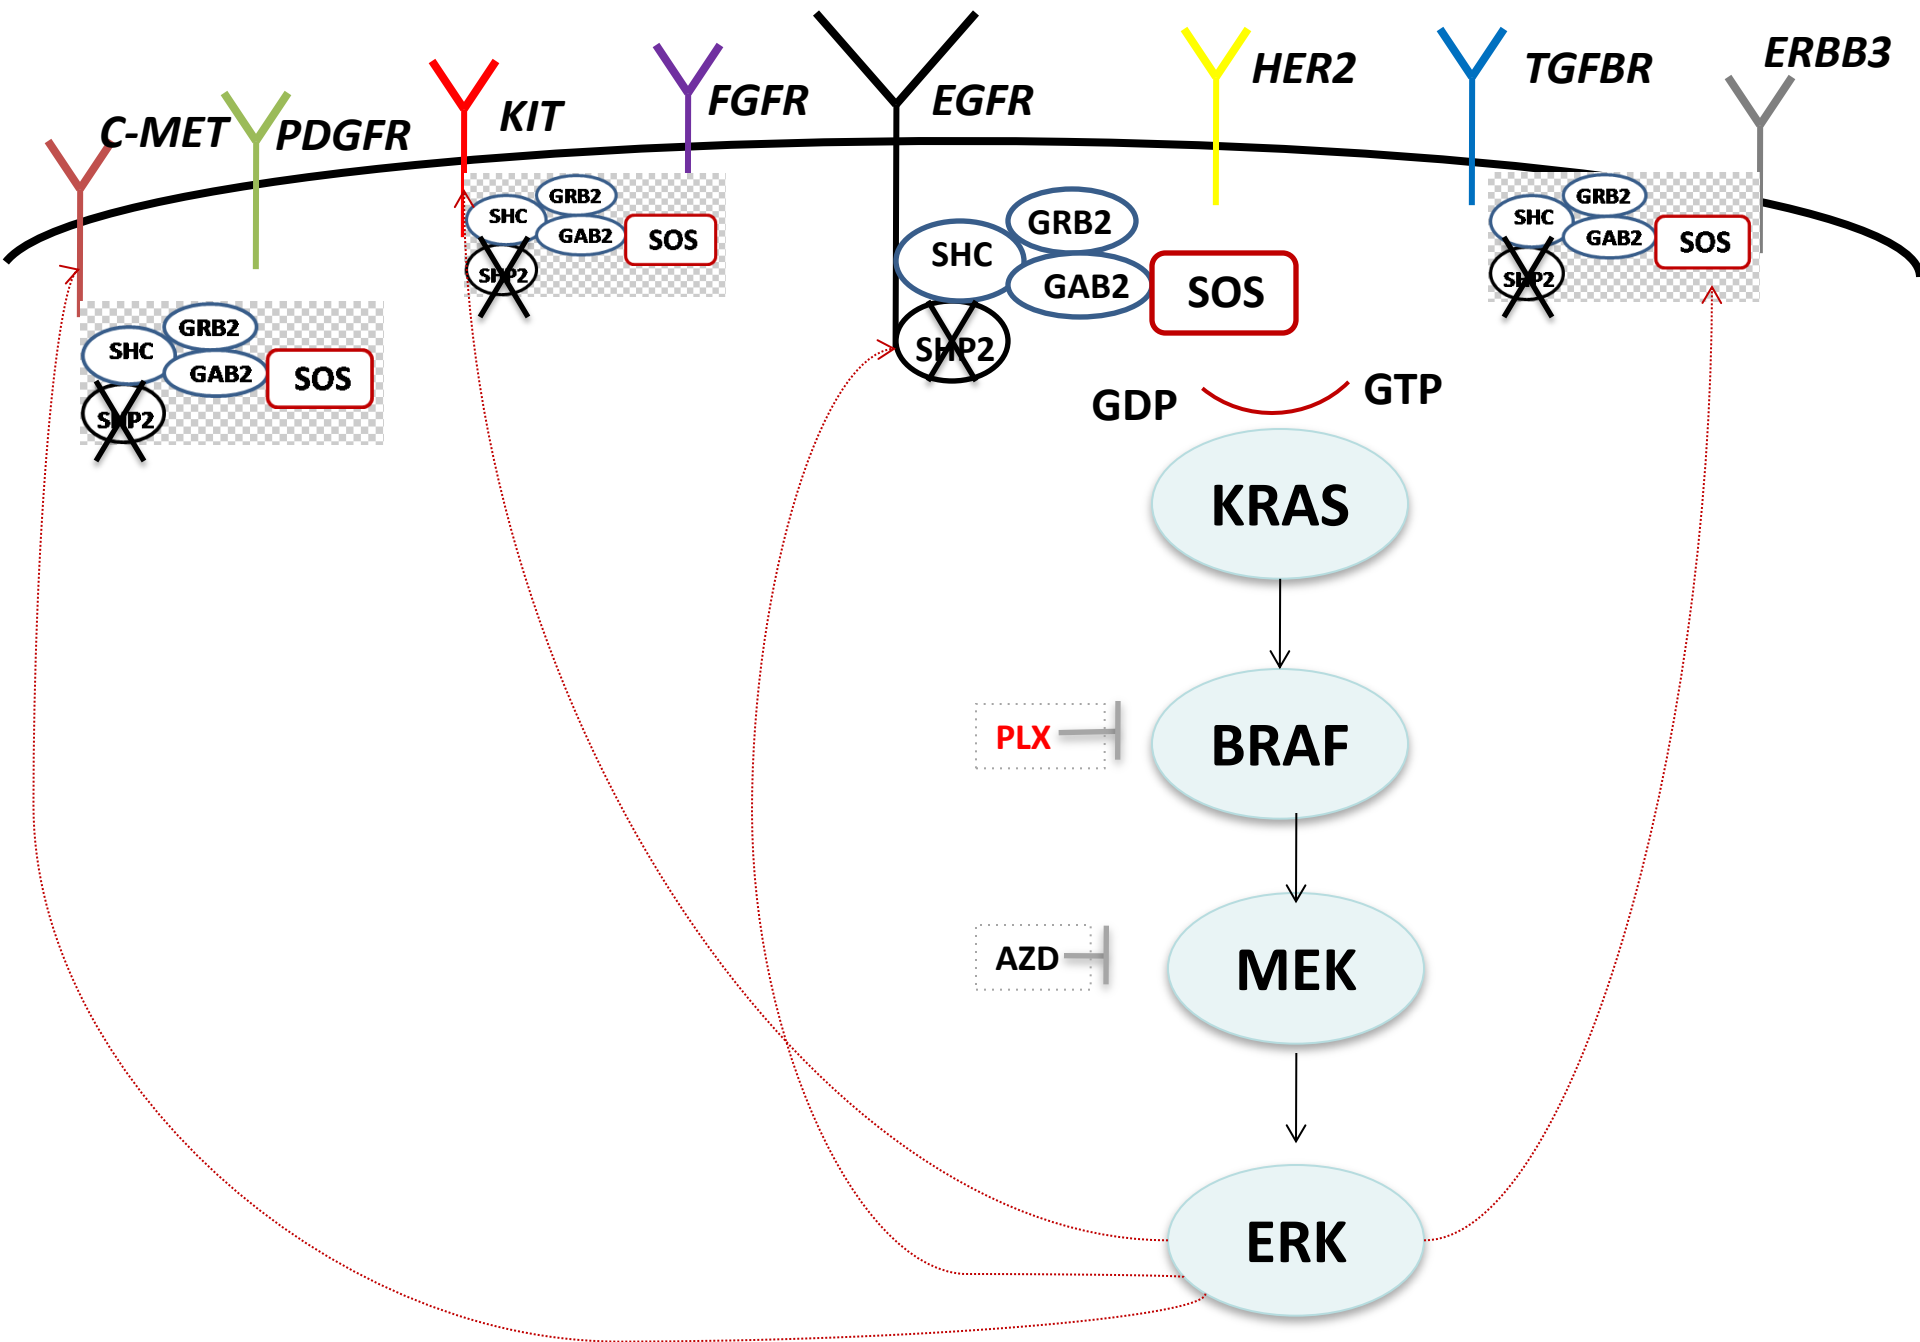 C-MET
PDGFR
KIT
FGFR
EGFR
HER2
TGFBR
ERBB3
GRB2
SHC
GAB2
SOS
SHP2
GRB2
SHC
GAB2
SOS
SHP2
GRB2
SHC
GAB2
SOS
SHP2
GRB2
SHC
GAB2
SOS
SHP2
GDP
GTP
KRAS
PLX
BRAF
AZD
MEK
ERK